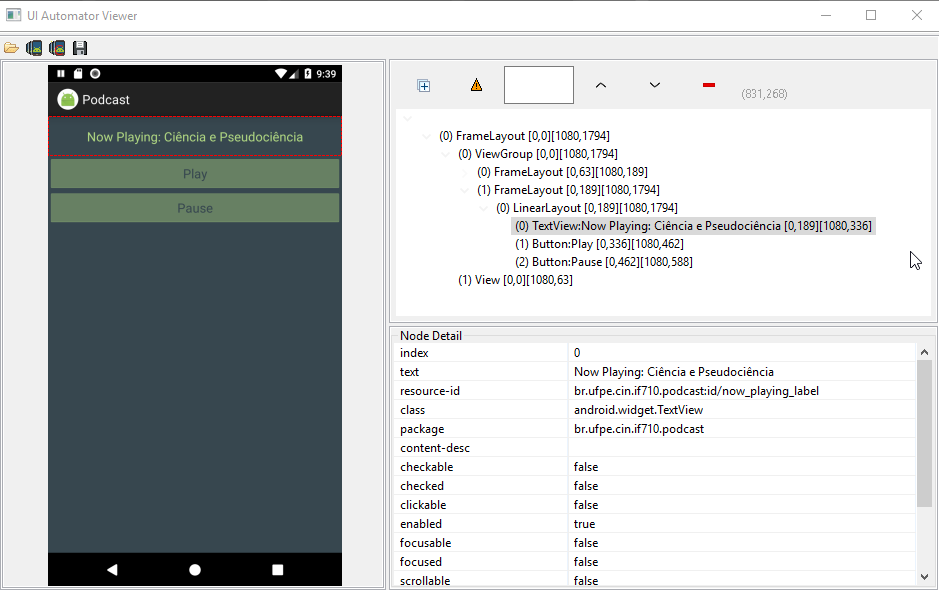 UI Automator Viewer
9:39
Podcast
Now Playing: Ciência e Pseudociência
Play
Pause
(831,268)
(0) FrameLayout [0,0][1080,1794]
(0) ViewGroup [0,0][1080,1794]
(0) FrameLayout [0,63][1080,189]
(1) FrameLayout [0,189][1080,1794]
(0) LinearLayout [0,189][1080,1794]
(0) TextView:Now Playing: Ciência e Pseudociência [0,189][1080,336]
(1) Button:Play [0,336][1080,462]
(2) Button:Pause [0,462][1080,588]
(1) View [0,0][1080,63]
Node Detail
index 0
text Now Playing: Ciência e Pseudociência
resource-id br.ufpe.cin.if710.podcast:id/now_playing_label
class android.widget.TextView
package br.ufpe.cin.if710.podcast
content-desc
checkable false
checked false
clickable false
enabled true
focusable false
focused false
scrollable false